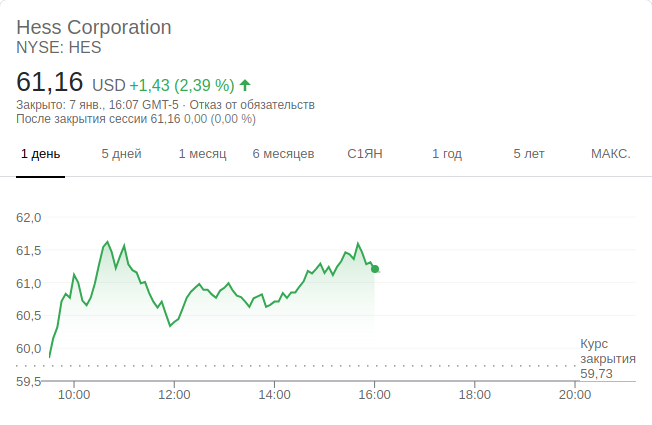 Hess Corporation
NYSE: HES
61,16 USD +1,43 (2,39 %)
Закрыто: 7 янв., 16:07 GMT-5 · Отказ от обязательств
После закрытия сессии 61,16 0,00 (0,00 %)
1 день 5 дней 1 месяц 6 месяцев С1ЯН 1 год 5 лет МАКС.
62,0
61,5
61,0
60,5
60,0
59,5
Курс
закрытия
59,73
10:00 12:00 14:00 16:00 18:00 20:00